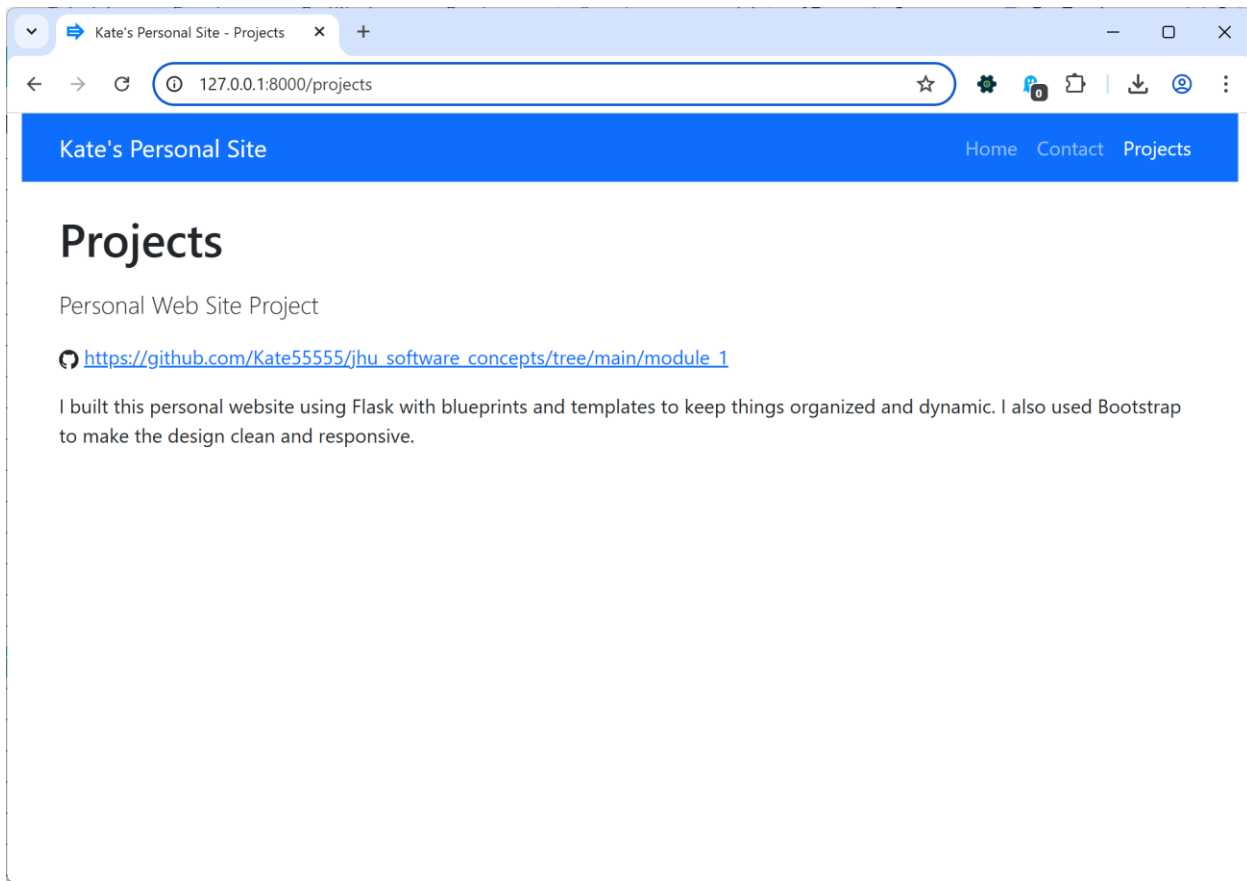 Kate's Personal Site - Projects
127.0.0.1:8000/projects
0
Kate's Personal Site
Home Contact Projects
Projects
Personal Web Site Project
https://github.com/Kate55555/jhu_software_concepts/tree/main/module_1
I built this personal website using Flask with blueprints and templates to keep things organized and dynamic. I also used Bootstrap
to make the design clean and responsive.